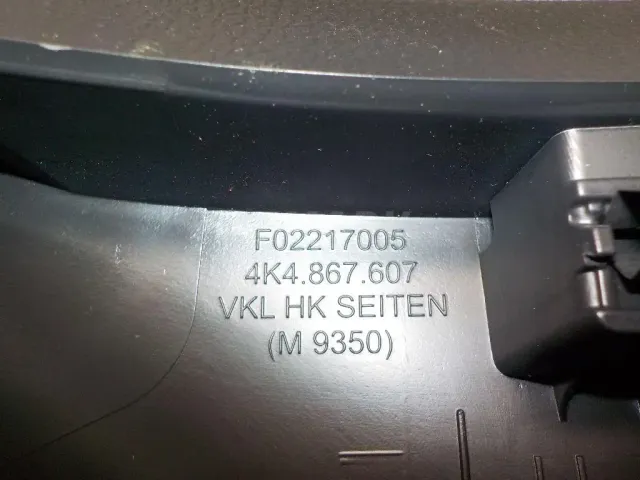 F02217005
4K4.867.607
VKL HK SEITEN
(M 9350)